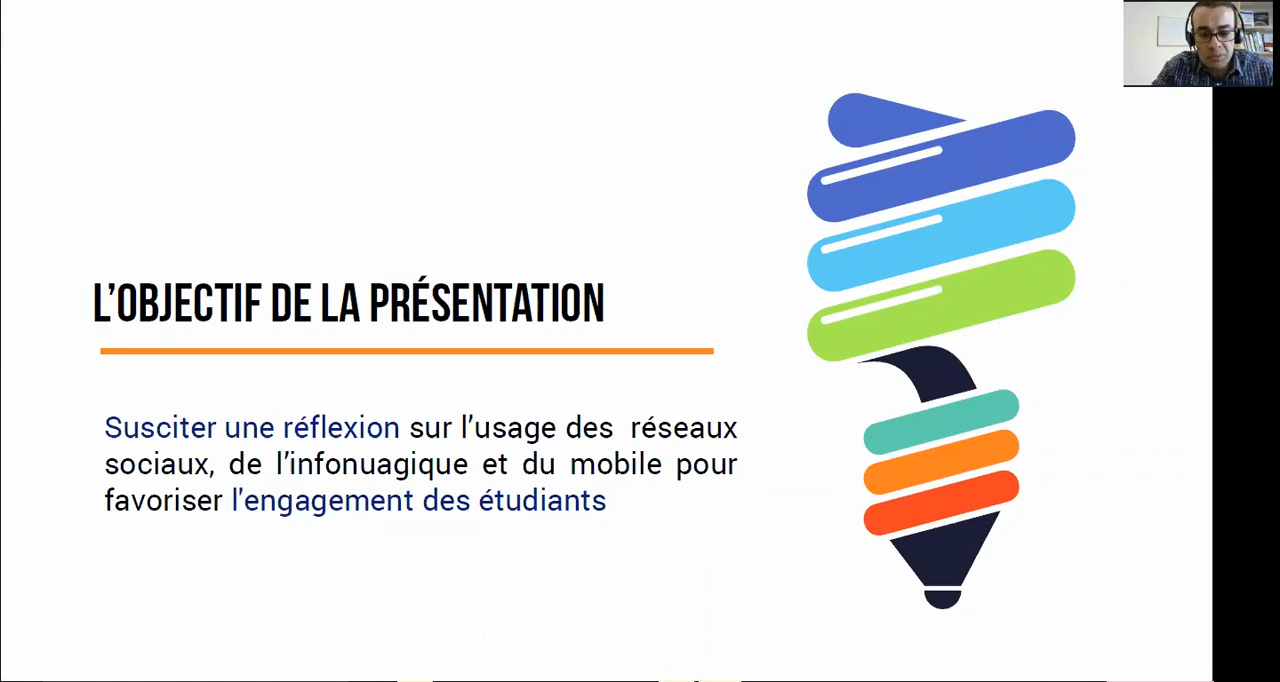 L'OBJECTIF DE LA PRÉSENTATION
Susciter une réflexion sur l'usage des réseaux
sociaux, de l'infonuagique et du mobile pour
favoriser l'engagement des étudiants